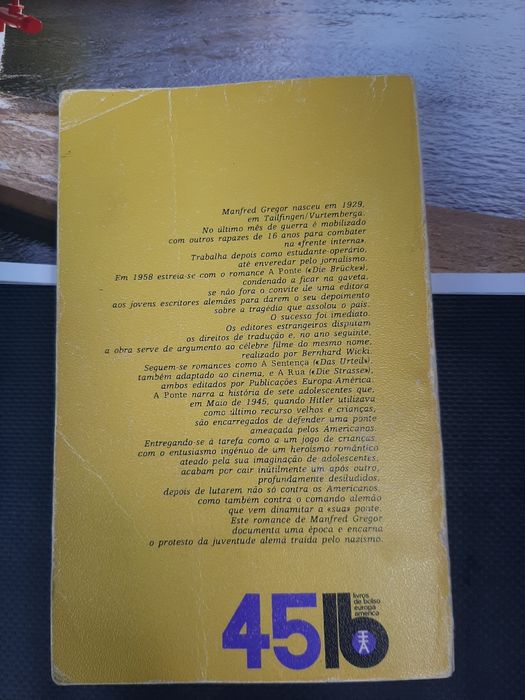 Manfred Gregor nasceu em 1929,
em Tailfingen/Vurtemberga.
No último mês de guerra é mobilizado
com outros rapazes de 16 anos para combater
na «frente interna».
Trabalha depois como estudante-operário,
até enveredar pelo jornalismo.
Em 1958 estreia-se com o romance A Ponte («Die Brücke»),
condenado a ficar na gaveta,
se não fora o convite de uma editora
aos jovens escritores alemães para darem o seu depoimento
sobre a tragédia que assolou o país.
O sucesso foi imediato.
Os editores estrangeiros disputam
os direitos de tradução e, no ano seguinte,
a obra serve de argumento ao célebre filme do mesmo nome,
realizado por Bernhard Wicki.
Seguem-se romances como A Sentença («Das Urteil»),
também adaptado ao cinema, e A Rua («Die Strasse»),
ambos editados por Publicações Europa-América.
A Ponte narra a história de sete adolescentes que,
em Maio de 1945, quando Hitler utilizava
como último recurso velhos e crianças,
são encarregados de defender uma ponte
ameaçada pelos Americanos.
Entregando-se à tarefa como a um jogo de crianças,
com o entusiasmo ingénuo de um heroísmo romântico
ateado pela sua imaginação de adolescentes,
acabam por cair inùtilmente um após outro,
profundamente desiludidos,
depois de lutarem não só contra os Americanos,
como também contra o comando alemão
que vem dinamitar a «sua» ponte.
Este romance de Manfred Gregor
documenta uma época e encarna
o protesto da juventude alemã traída pelo nazismo.
45 lb
livros
de bolso
europa
américa